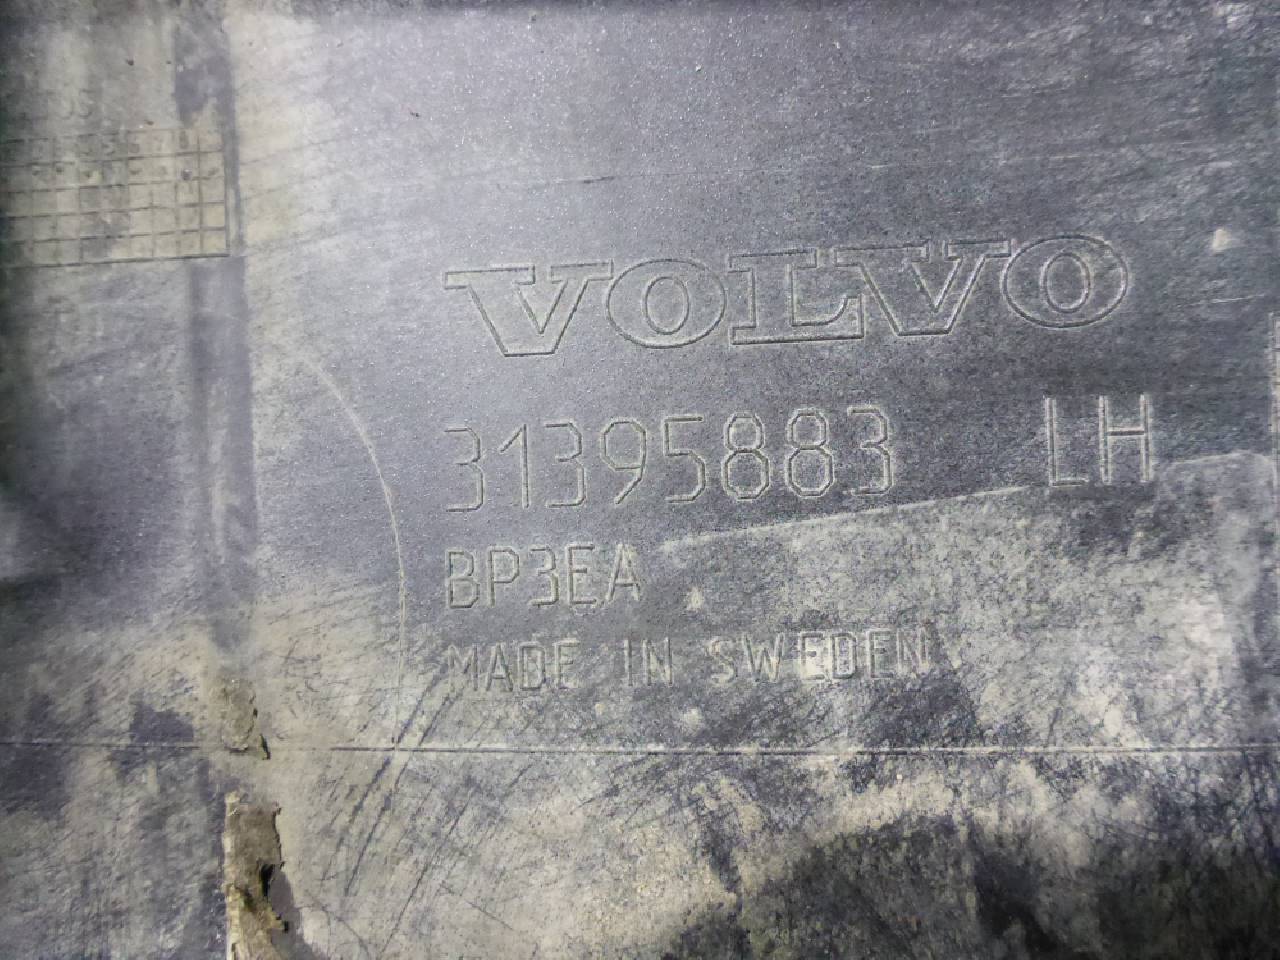 VOLVO
31395883 LH
BP3EA
MADE IN SWEDEN